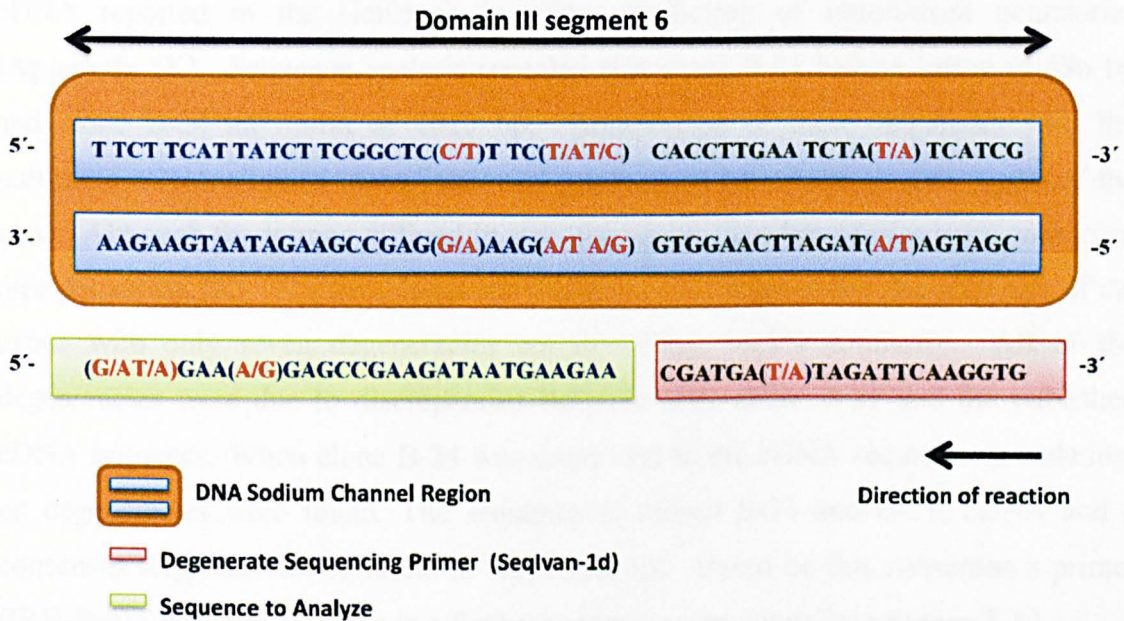 Domain III segment 6
5´- T TCT TCAT TATCT TCGGCTC(C/T)T TC(T/AT/C) CACCTTGAA TCTA(T/A) TCATCG -3´
3´- AAGAAGTAATAGAAGCCGAG(G/A)AAG(A/T A/G) GTGGAACTTAGAT(A/T)AGTAGC -5´
5´- (G/AT/A)GAA(A/G)GAGCCGAAGATAATGAAGAA CGATGA(T/A)TAGATTCAAGGTG -3´
DNA Sodium Channel Region
Direction of reaction
Degenerate Sequencing Primer (SeqIvan-1d)
Sequence to Analyze